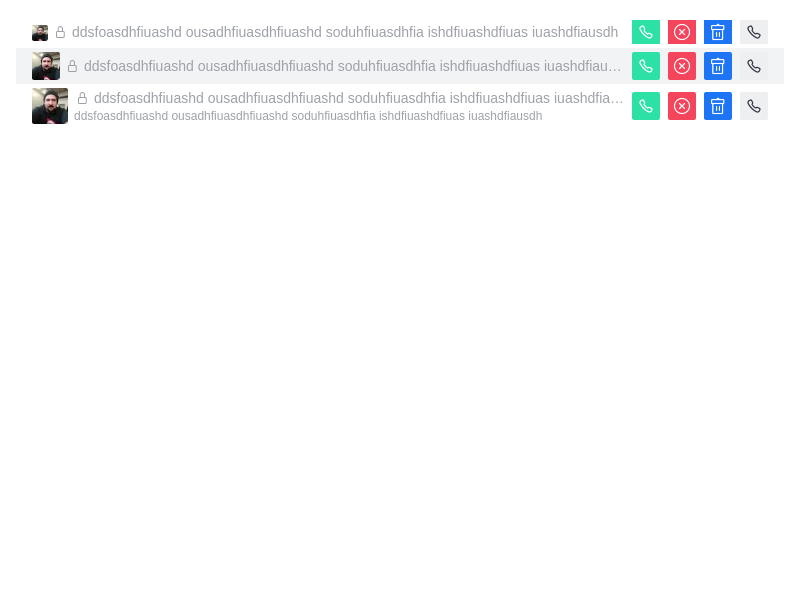 ddsfoasdhfiuashd ousadhfiuasdhfiuashd soduhfiuasdhfia ishdfiuashdfiuas iuashdfiausdh
ddsfoasdhfiuashd ousadhfiuasdhfiuashd soduhfiuasdhfia ishdfiuashdfiuas iuashdfiau…
ddsfoasdhfiuashd ousadhfiuasdhfiuashd soduhfiuasdhfia ishdfiuashdfiuas iuashdfia…
ddsfoasdhfiuashd ousadhfiuasdhfiuashd soduhfiuasdhfia ishdfiuashdfiuas iuashdfiausdh